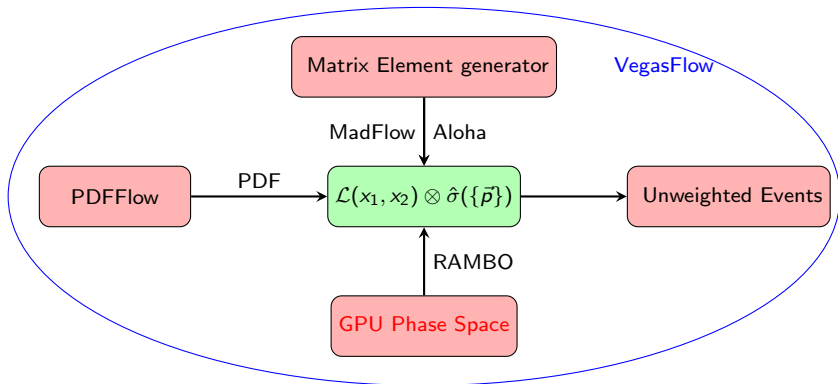 Matrix Element generator
VegasFlow
MadFlow
Aloha
PDFFlow
PDF
$\mathcal{L}(x_1, x_2) \otimes \hat{\sigma}(\{\vec{p}\})$
Unweighted Events
RAMBO
GPU Phase Space